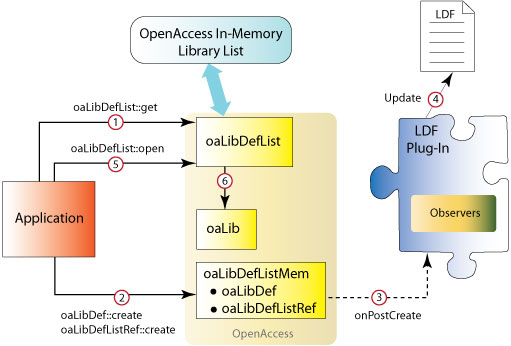 OpenAccess In-Memory
Library List
LDF
Update
4
oaLibDefList::get
1
oaLibDefList
LDF
Plug-In
oaLibDefList::open
5
6
Application
oaLib
Observers
oaLibDefListMem
• oaLibDef
• oaLibDefListRef
2
3
oaLibDef::create
oaLibDefListRef::create
onPostCreate
OpenAccess